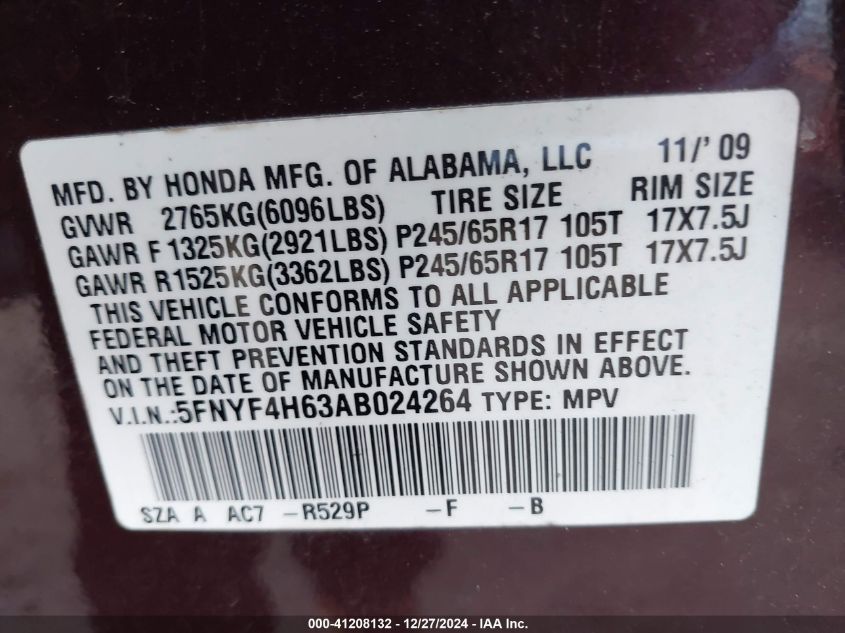 MFD. BY HONDA MFG. OF ALABAMA, LLC 11/' 09
GVWR 2765KG(6096LBS) TIRE SIZE RIM SIZE
GAWR F 1325KG(2921LBS) P245/65R17 105T 17X7.5J
GAWR R1525KG(3362LBS) P245/65R17 105T 17X7.5J
THIS VEHICLE CONFORMS TO ALL APPLICABLE
FEDERAL MOTOR VEHICLE SAFETY
AND THEFT PREVENTION STANDARDS IN EFFECT
ON THE DATE OF MANUFACTURE SHOWN ABOVE.
V.I.N.:5FNYF4H63AB024264 TYPE: MPV
SZA A AC7 -R529P -F -B
000-41208132 - 12/27/2024 - IAA Inc.